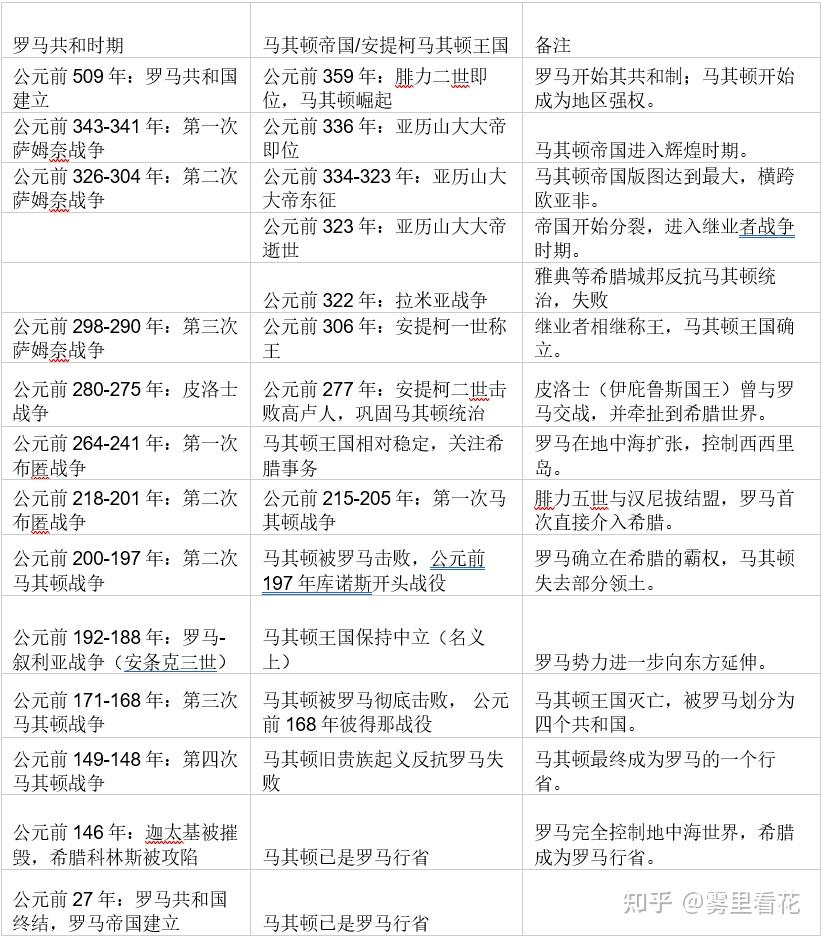 罗马共和时期
马其顿帝国/安提柯马其顿王国
备注
公元前 509 年：罗马共和国
建立
公元前 359 年：腓力二世即
位，马其顿崛起
罗马开始其共和制；马其顿开始
成为地区强权。
公元前 343-341 年：第一次
萨姆奈战争
公元前 336 年：亚历山大大帝
即位
马其顿帝国进入辉煌时期。
公元前 326-304 年：第二次
萨姆奈战争
公元前 334-323 年：亚历山大
大帝东征
马其顿帝国版图达到最大，横跨
欧亚非。
公元前 323 年：亚历山大大帝
逝世
帝国开始分裂，进入继业者战争
时期。
公元前 322 年：拉米亚战争
雅典等希腊城邦反抗马其顿统
治，失败
公元前 298-290 年：第三次
萨姆奈战争
公元前 306 年：安提柯一世称
王
继业者相继称王，马其顿王国确
立。
公元前 280-275 年：皮洛士
战争
公元前 277 年：安提柯二世击
败高卢人，巩固马其顿统治
皮洛士（伊庇鲁斯国王）曾与罗
马交战，并牵扯到希腊世界。
公元前 264-241 年：第一次
布匿战争
马其顿王国相对稳定，关注希
腊事务
罗马在地中海扩张，控制西西里
岛。
公元前 218-201 年：第二次
布匿战争
公元前 215-205 年：第一次马
其顿战争
腓力五世与汉尼拔结盟，罗马首
次直接介入希腊。
公元前 200-197 年：第二次
马其顿战争
马其顿被罗马击败，公元前
197 年库诺斯开头战役
罗马确立在希腊的霸权，马其顿
失去部分领土。
公元前 192-188 年：罗马-
叙利亚战争（安条克三世）
马其顿王国保持中立（名义
上）
罗马势力进一步向东方延伸。
公元前 171-168 年：第三次
马其顿战争
马其顿被罗马彻底击败， 公元
前 168 年彼得那战役
马其顿王国灭亡，被罗马划分为
四个共和国。
公元前 149-148 年：第四次
马其顿战争
马其顿旧贵族起义反抗罗马失
败
马其顿最终成为罗马的一个行
省。
公元前 146 年：迦太基被摧
毁，希腊科林斯被攻陷
马其顿已是罗马行省
罗马完全控制地中海世界，希腊
成为罗马行省。
公元前 27 年：罗马共和国
终结，罗马帝国建立
马其顿已是罗马行省
知乎 @雾里看花